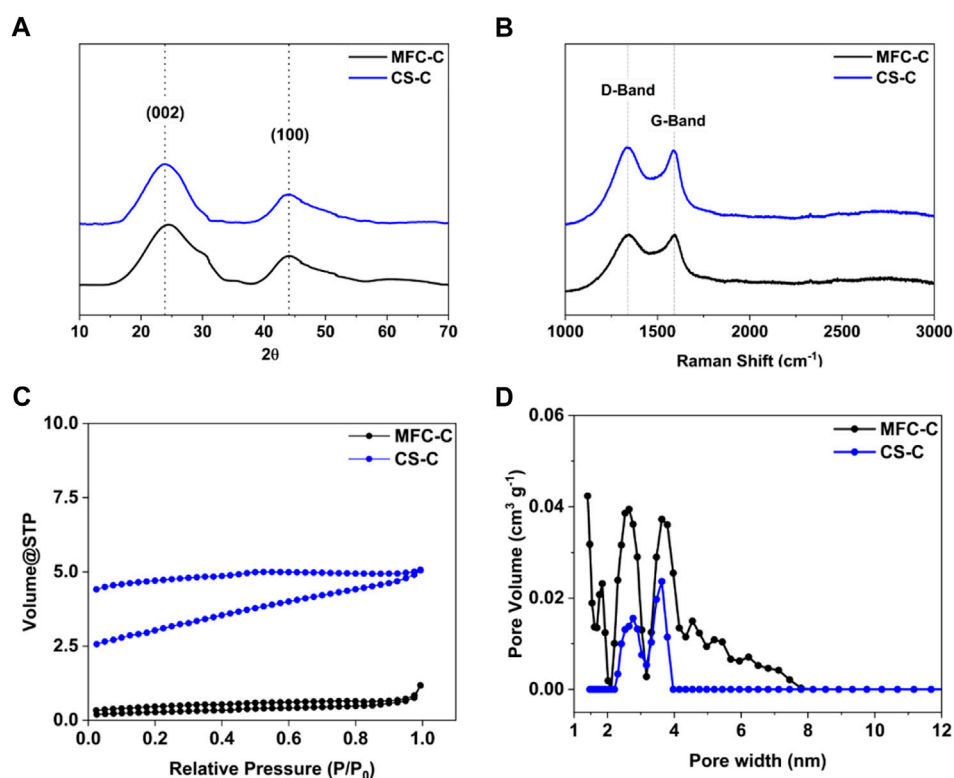 A
MFC-C
CS-C
(002)
(100)
10 20 30 40 50 60 70
2θ
B
MFC-C
CS-C
D-Band
G-Band
1000 1500 2000 2500 3000
Raman Shift (cm⁻¹)
C
MFC-C
CS-C
10.0
7.5
5.0
2.5
0.0
Volume@STP
0.0 0.2 0.4 0.6 0.8 1.0
Relative Pressure (P/P₀)
D
MFC-C
CS-C
0.06
0.04
0.02
0.00
Pore Volume (cm³ g⁻¹)
1 2 4 6 8 10 12
Pore width (nm)